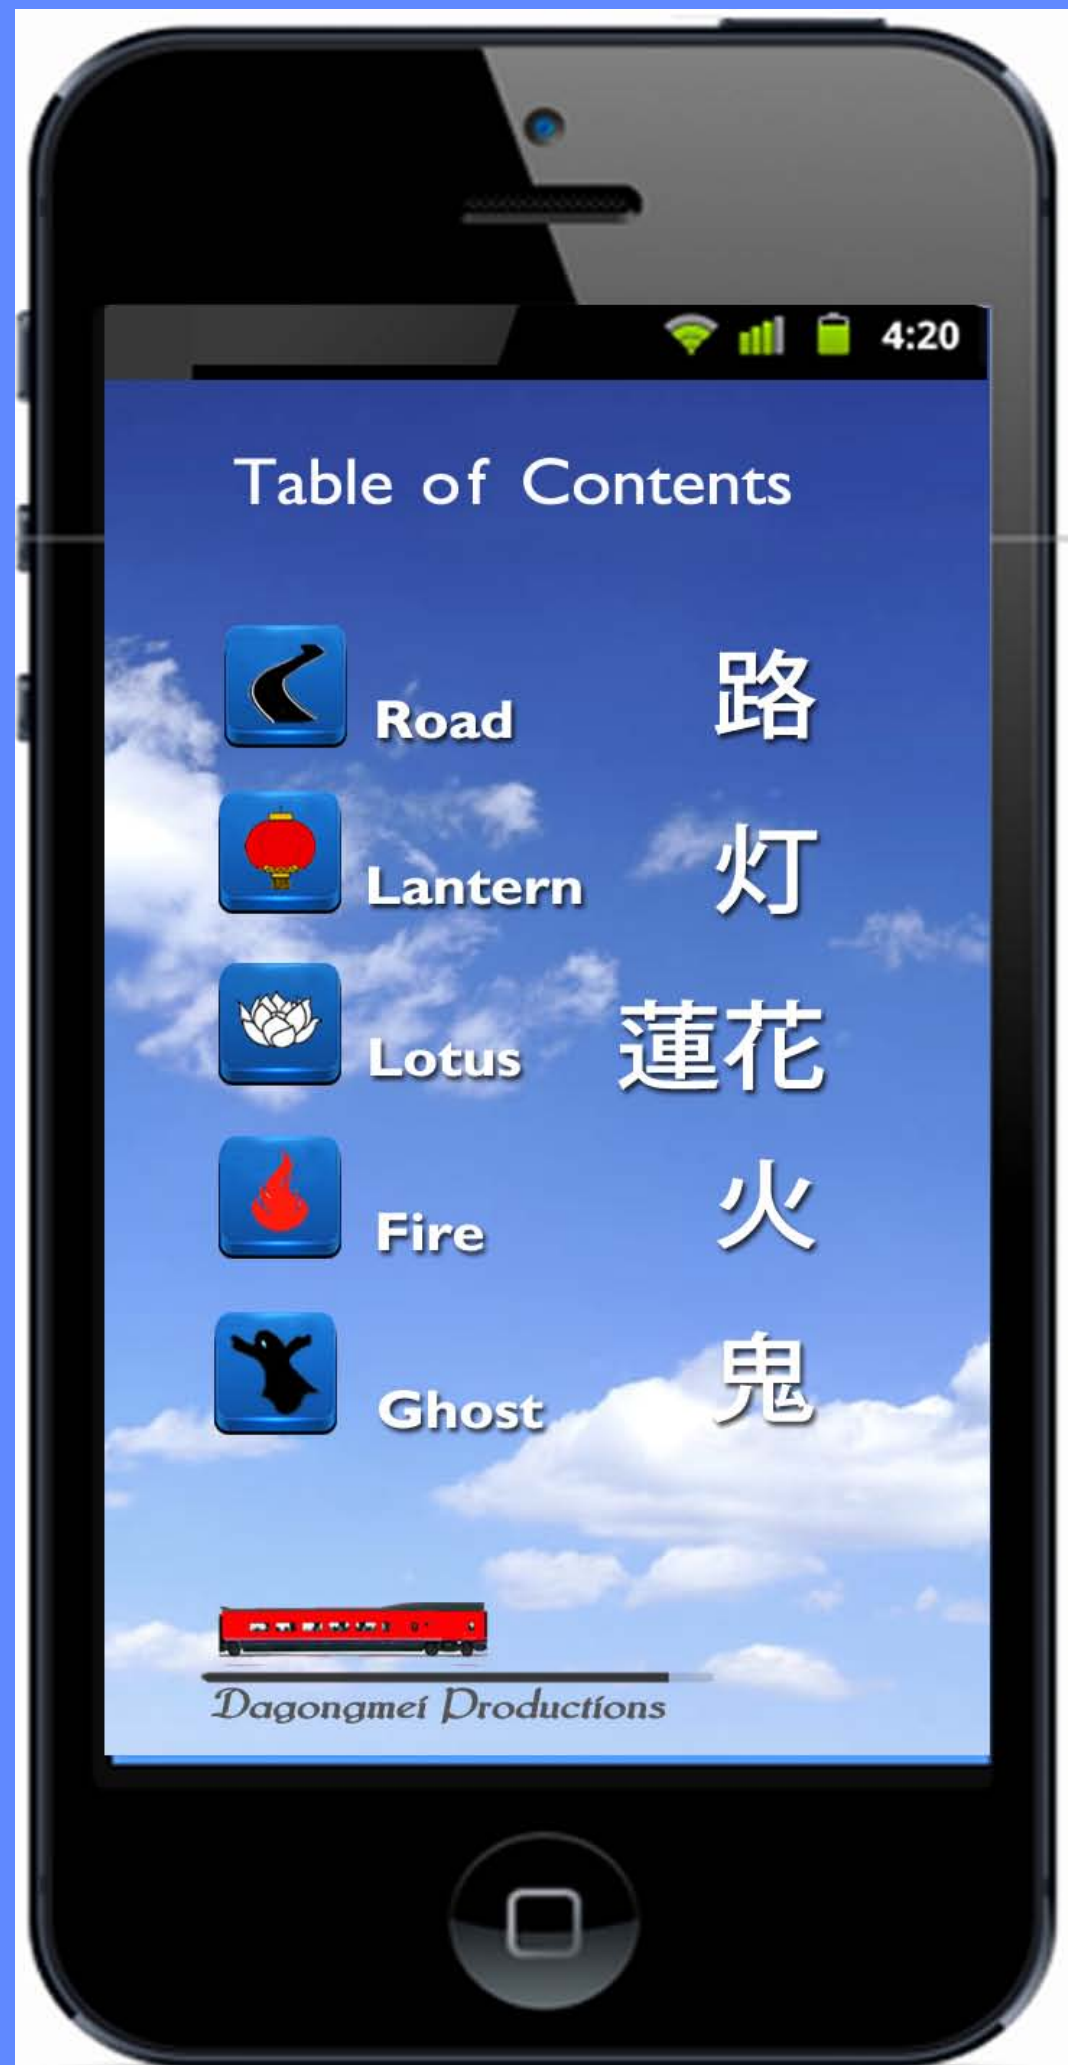 4:20
Table of Contents
Road 路
Lantern 灯
Lotus 蓮花
Fire 火
Ghost 鬼
Dagongmei Productions